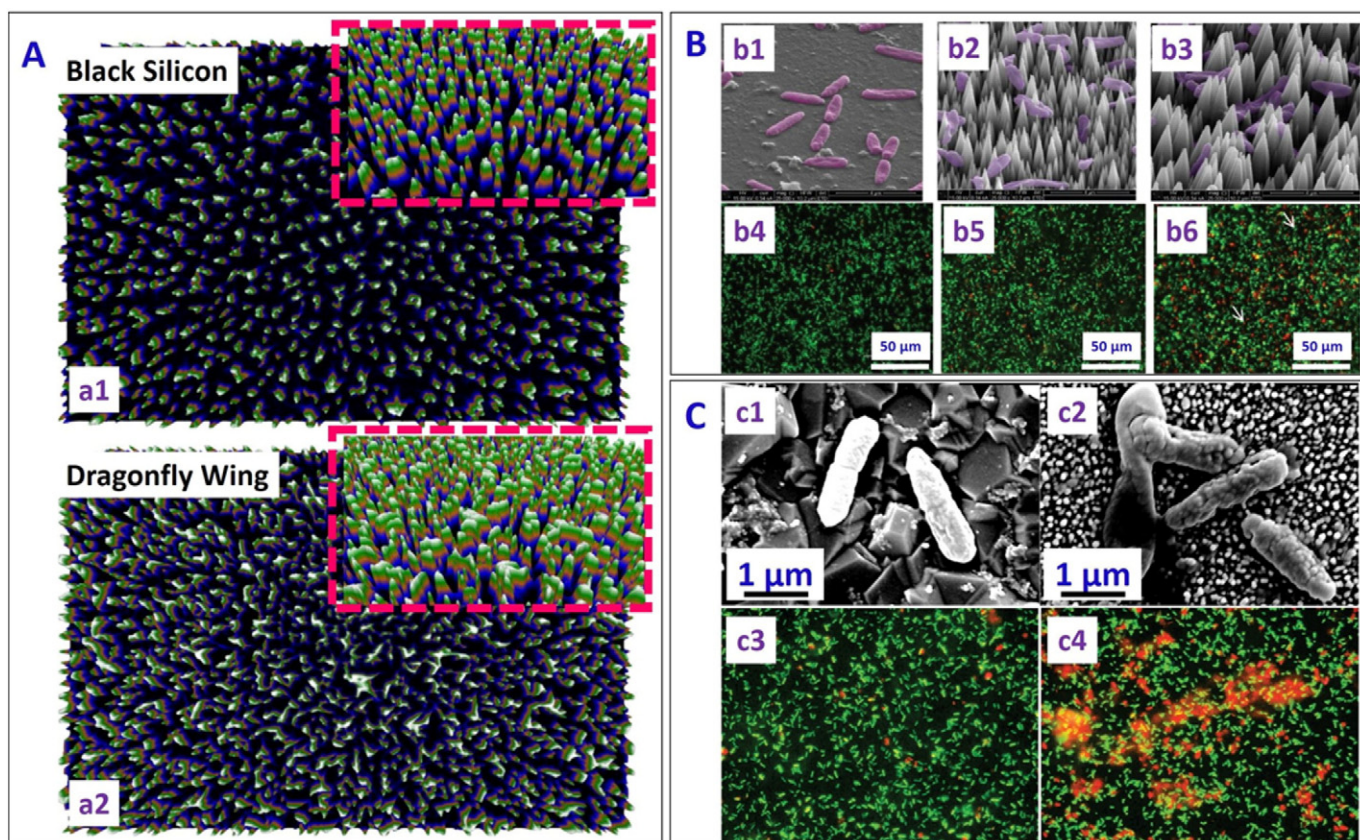 A
Black Silicon
a1
Dragonfly Wing
a2
B
b1
b2
b3
b4
50 µm
b5
50 µm
b6
50 µm
C
c1
1 µm
c2
1 µm
c3
c4